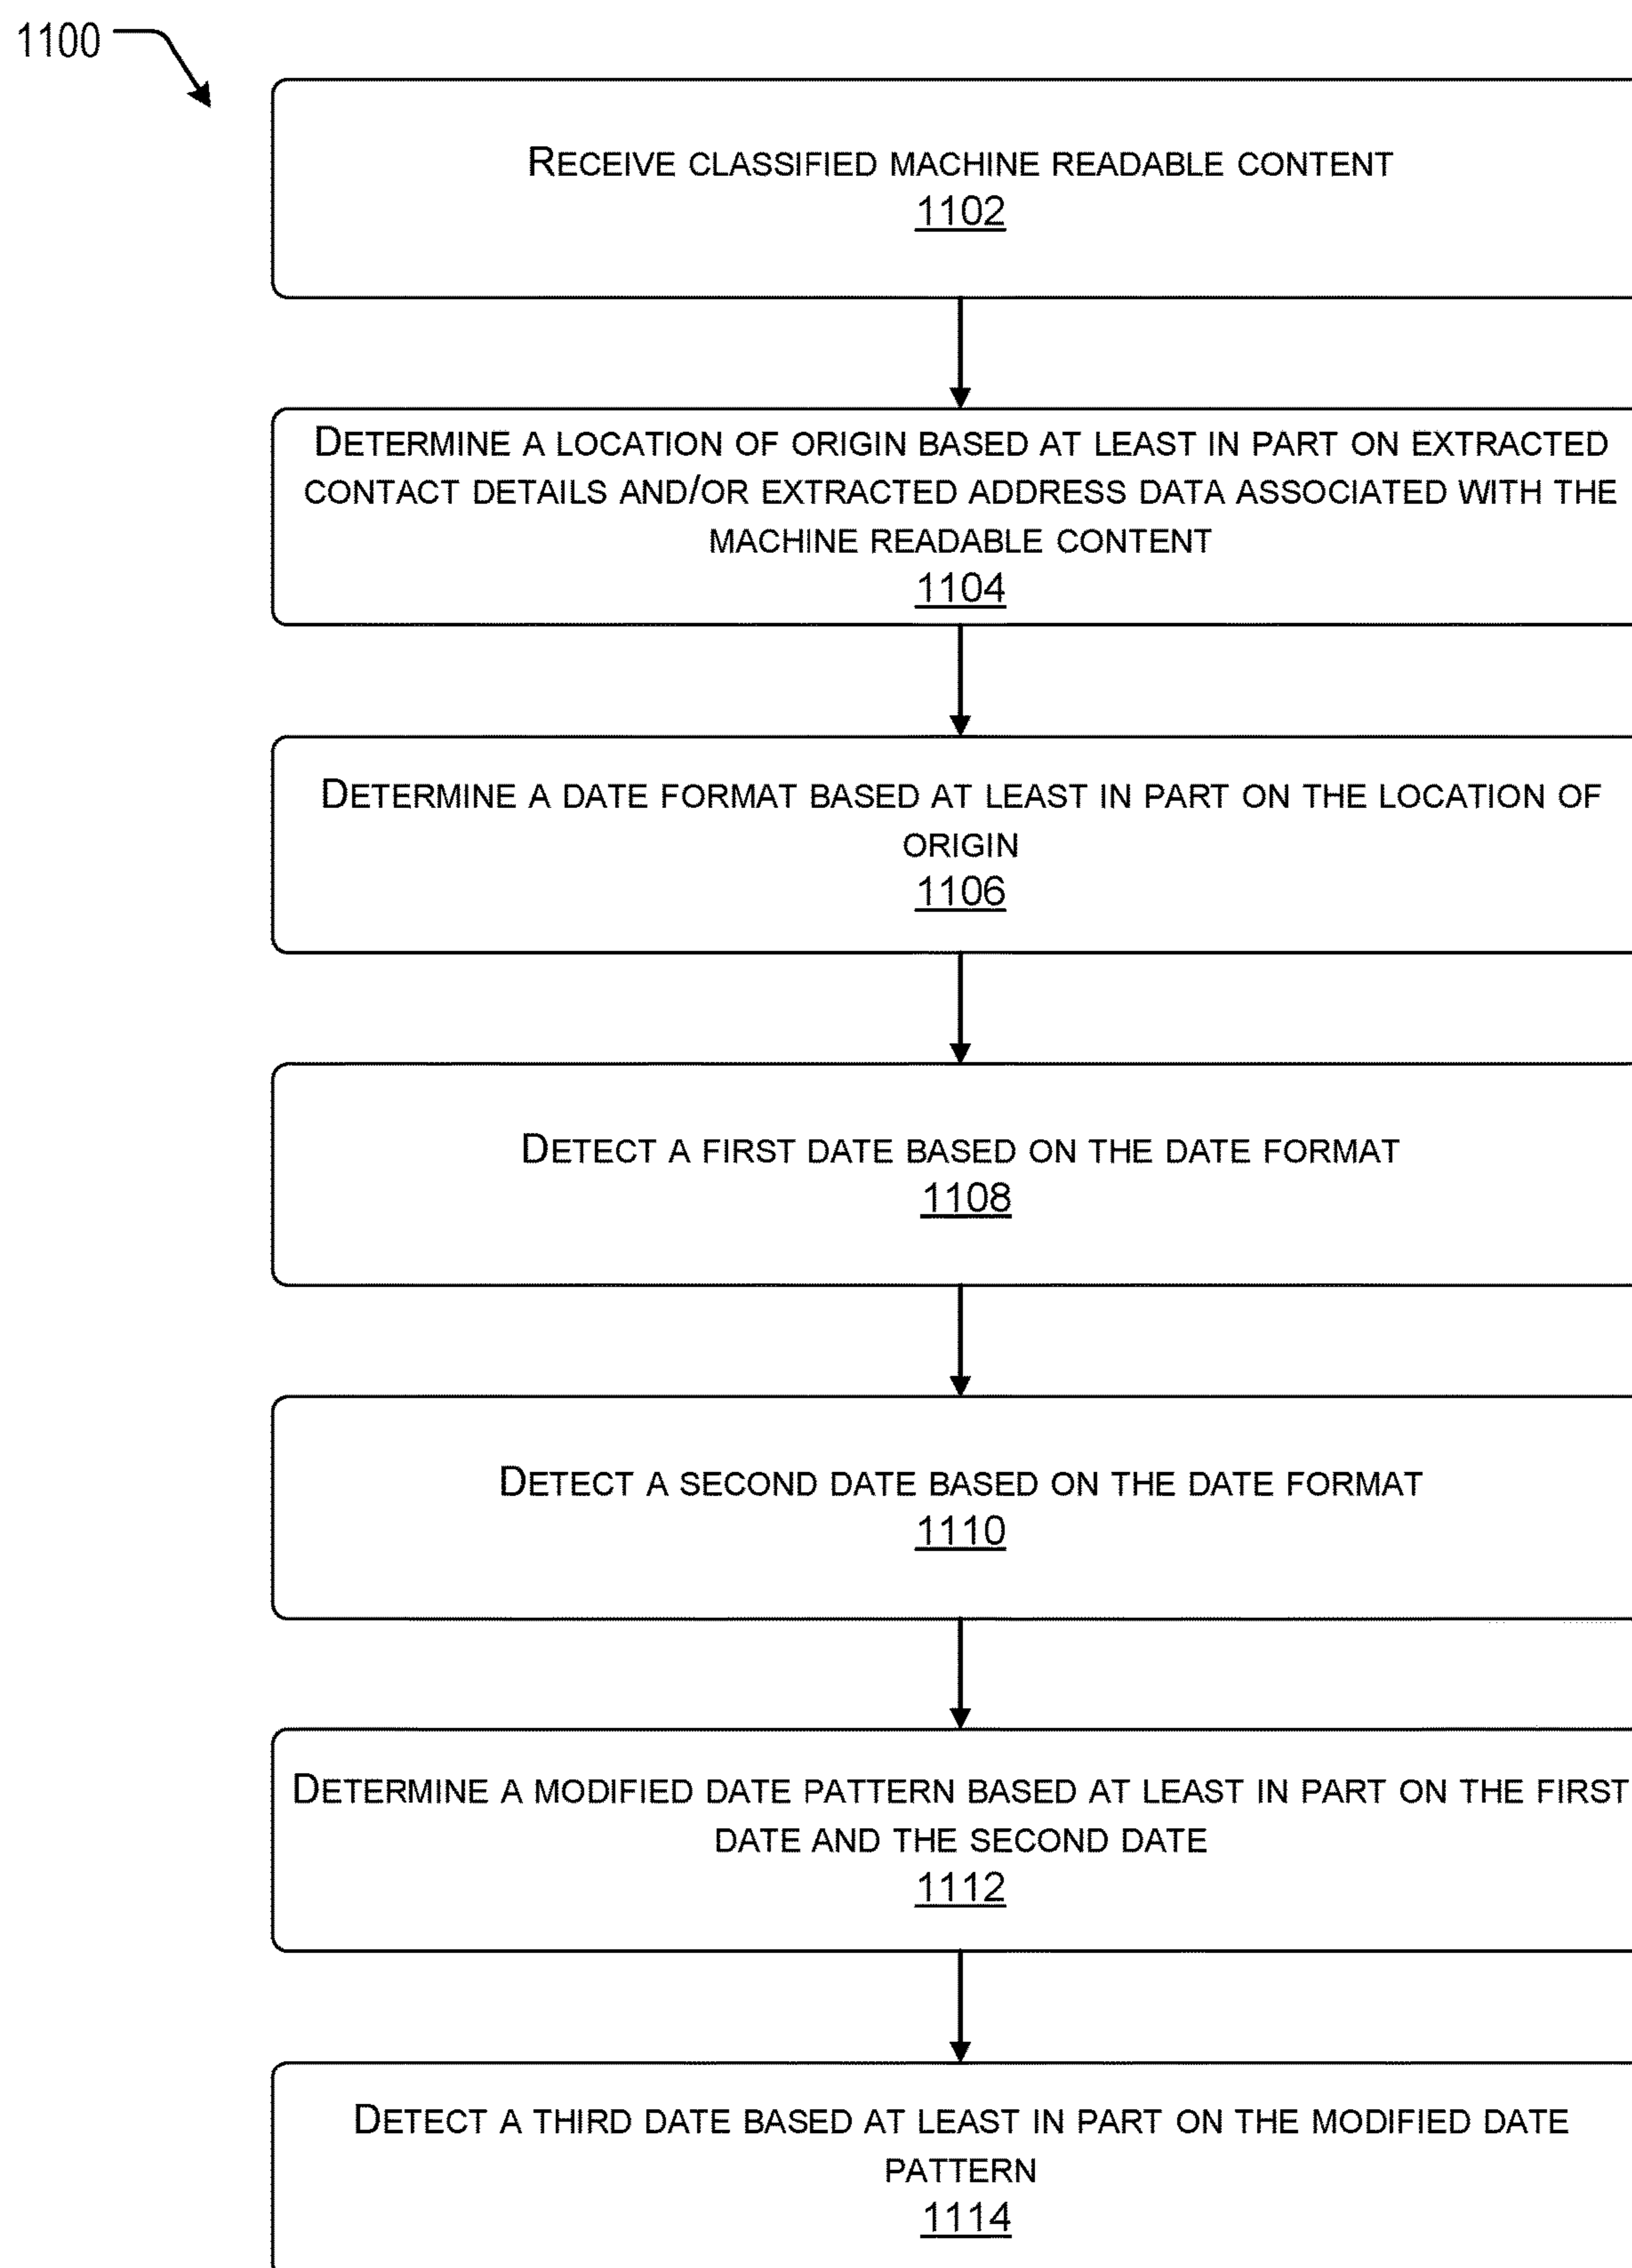 1100
RECEIVE CLASSIFIED MACHINE READABLE CONTENT
1102
DETERMINE A LOCATION OF ORIGIN BASED AT LEAST IN PART ON EXTRACTED
CONTACT DETAILS AND/OR EXTRACTED ADDRESS DATA ASSOCIATED WITH THE
MACHINE READABLE CONTENT
1104
DETERMINE A DATE FORMAT BASED AT LEAST IN PART ON THE LOCATION OF
ORIGIN
1106
DETECT A FIRST DATE BASED ON THE DATE FORMAT
1108
DETECT A SECOND DATE BASED ON THE DATE FORMAT
1110
DETERMINE A MODIFIED DATE PATTERN BASED AT LEAST IN PART ON THE FIRST
DATE AND THE SECOND DATE
1112
DETECT A THIRD DATE BASED AT LEAST IN PART ON THE MODIFIED DATE
PATTERN
1114